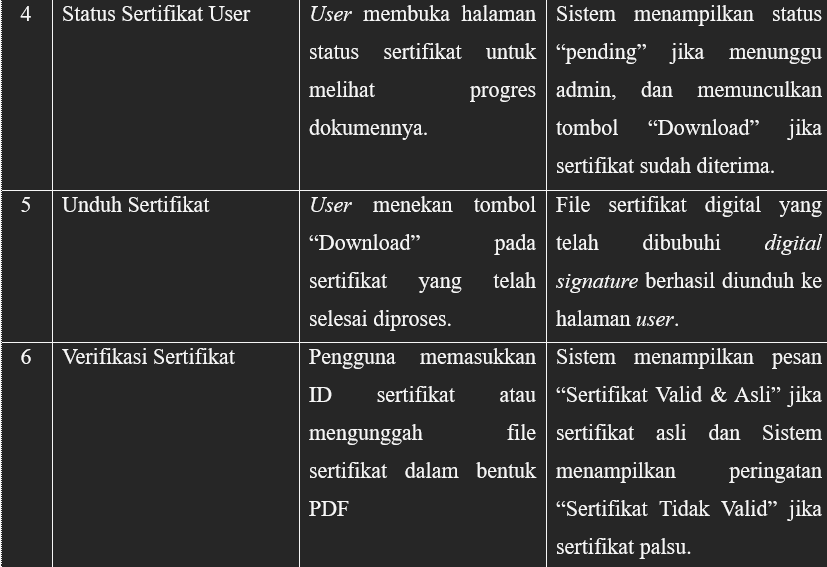 4
Status Sertifikat User
User membuka halaman
status sertifikat untuk
melihat progres
dokumennya.
Sistem menampilkan status
“pending” jika menunggu
admin, dan memunculkan
tombol “Download” jika
sertifikat sudah diterima.
5
Unduh Sertifikat
User menekan tombol
“Download” pada
sertifikat yang telah
selesai diproses.
File sertifikat digital yang
telah dibubuhi digital
signature berhasil diunduh ke
halaman user.
6
Verifikasi Sertifikat
Pengguna memasukkan
ID sertifikat atau
mengunggah file
sertifikat dalam bentuk
PDF
Sistem menampilkan pesan
“Sertifikat Valid & Asli” jika
sertifikat asli dan Sistem
menampilkan peringatan
“Sertifikat Tidak Valid” jika
sertifikat palsu.